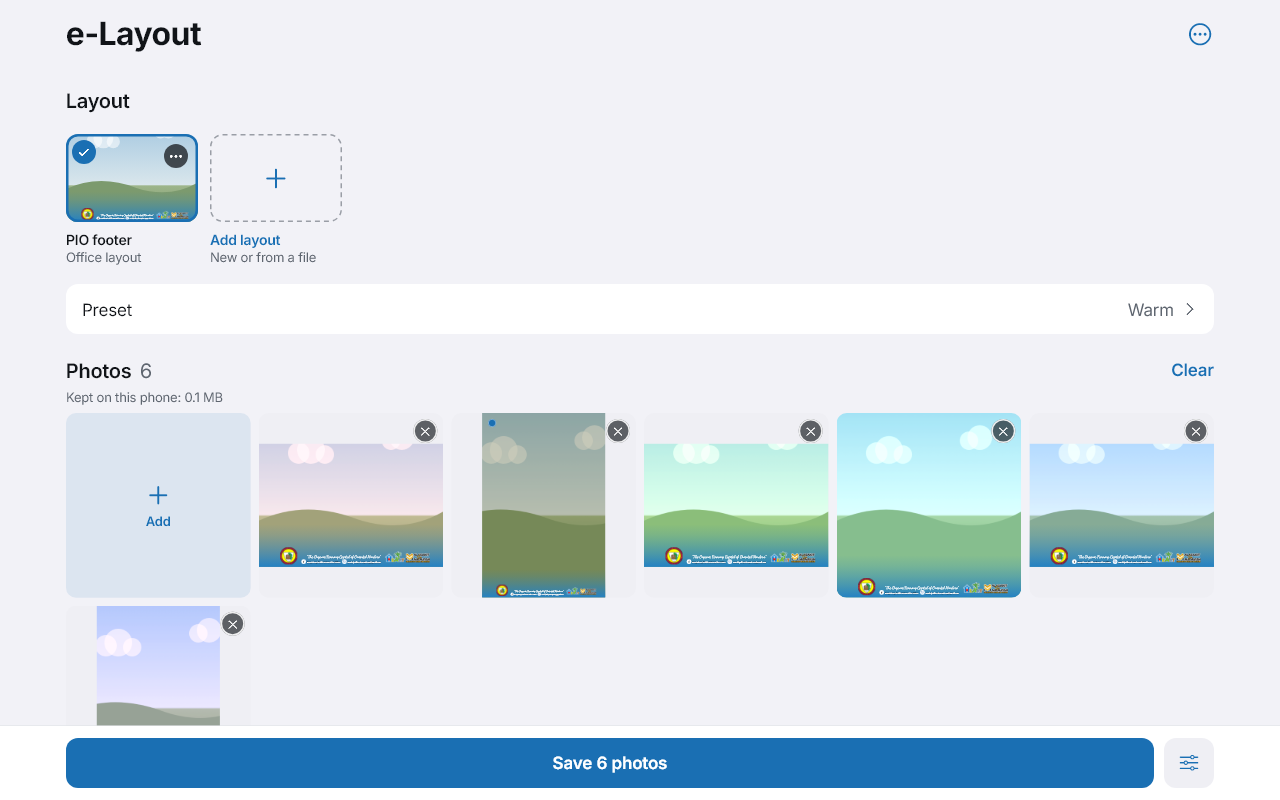 e-Layout
Layout
PIO footer
Office layout
Add layout
New or from a file
Preset
Warm
Photos 6
Clear
Kept on this phone: 0.1 MB
Add
Save 6 photos